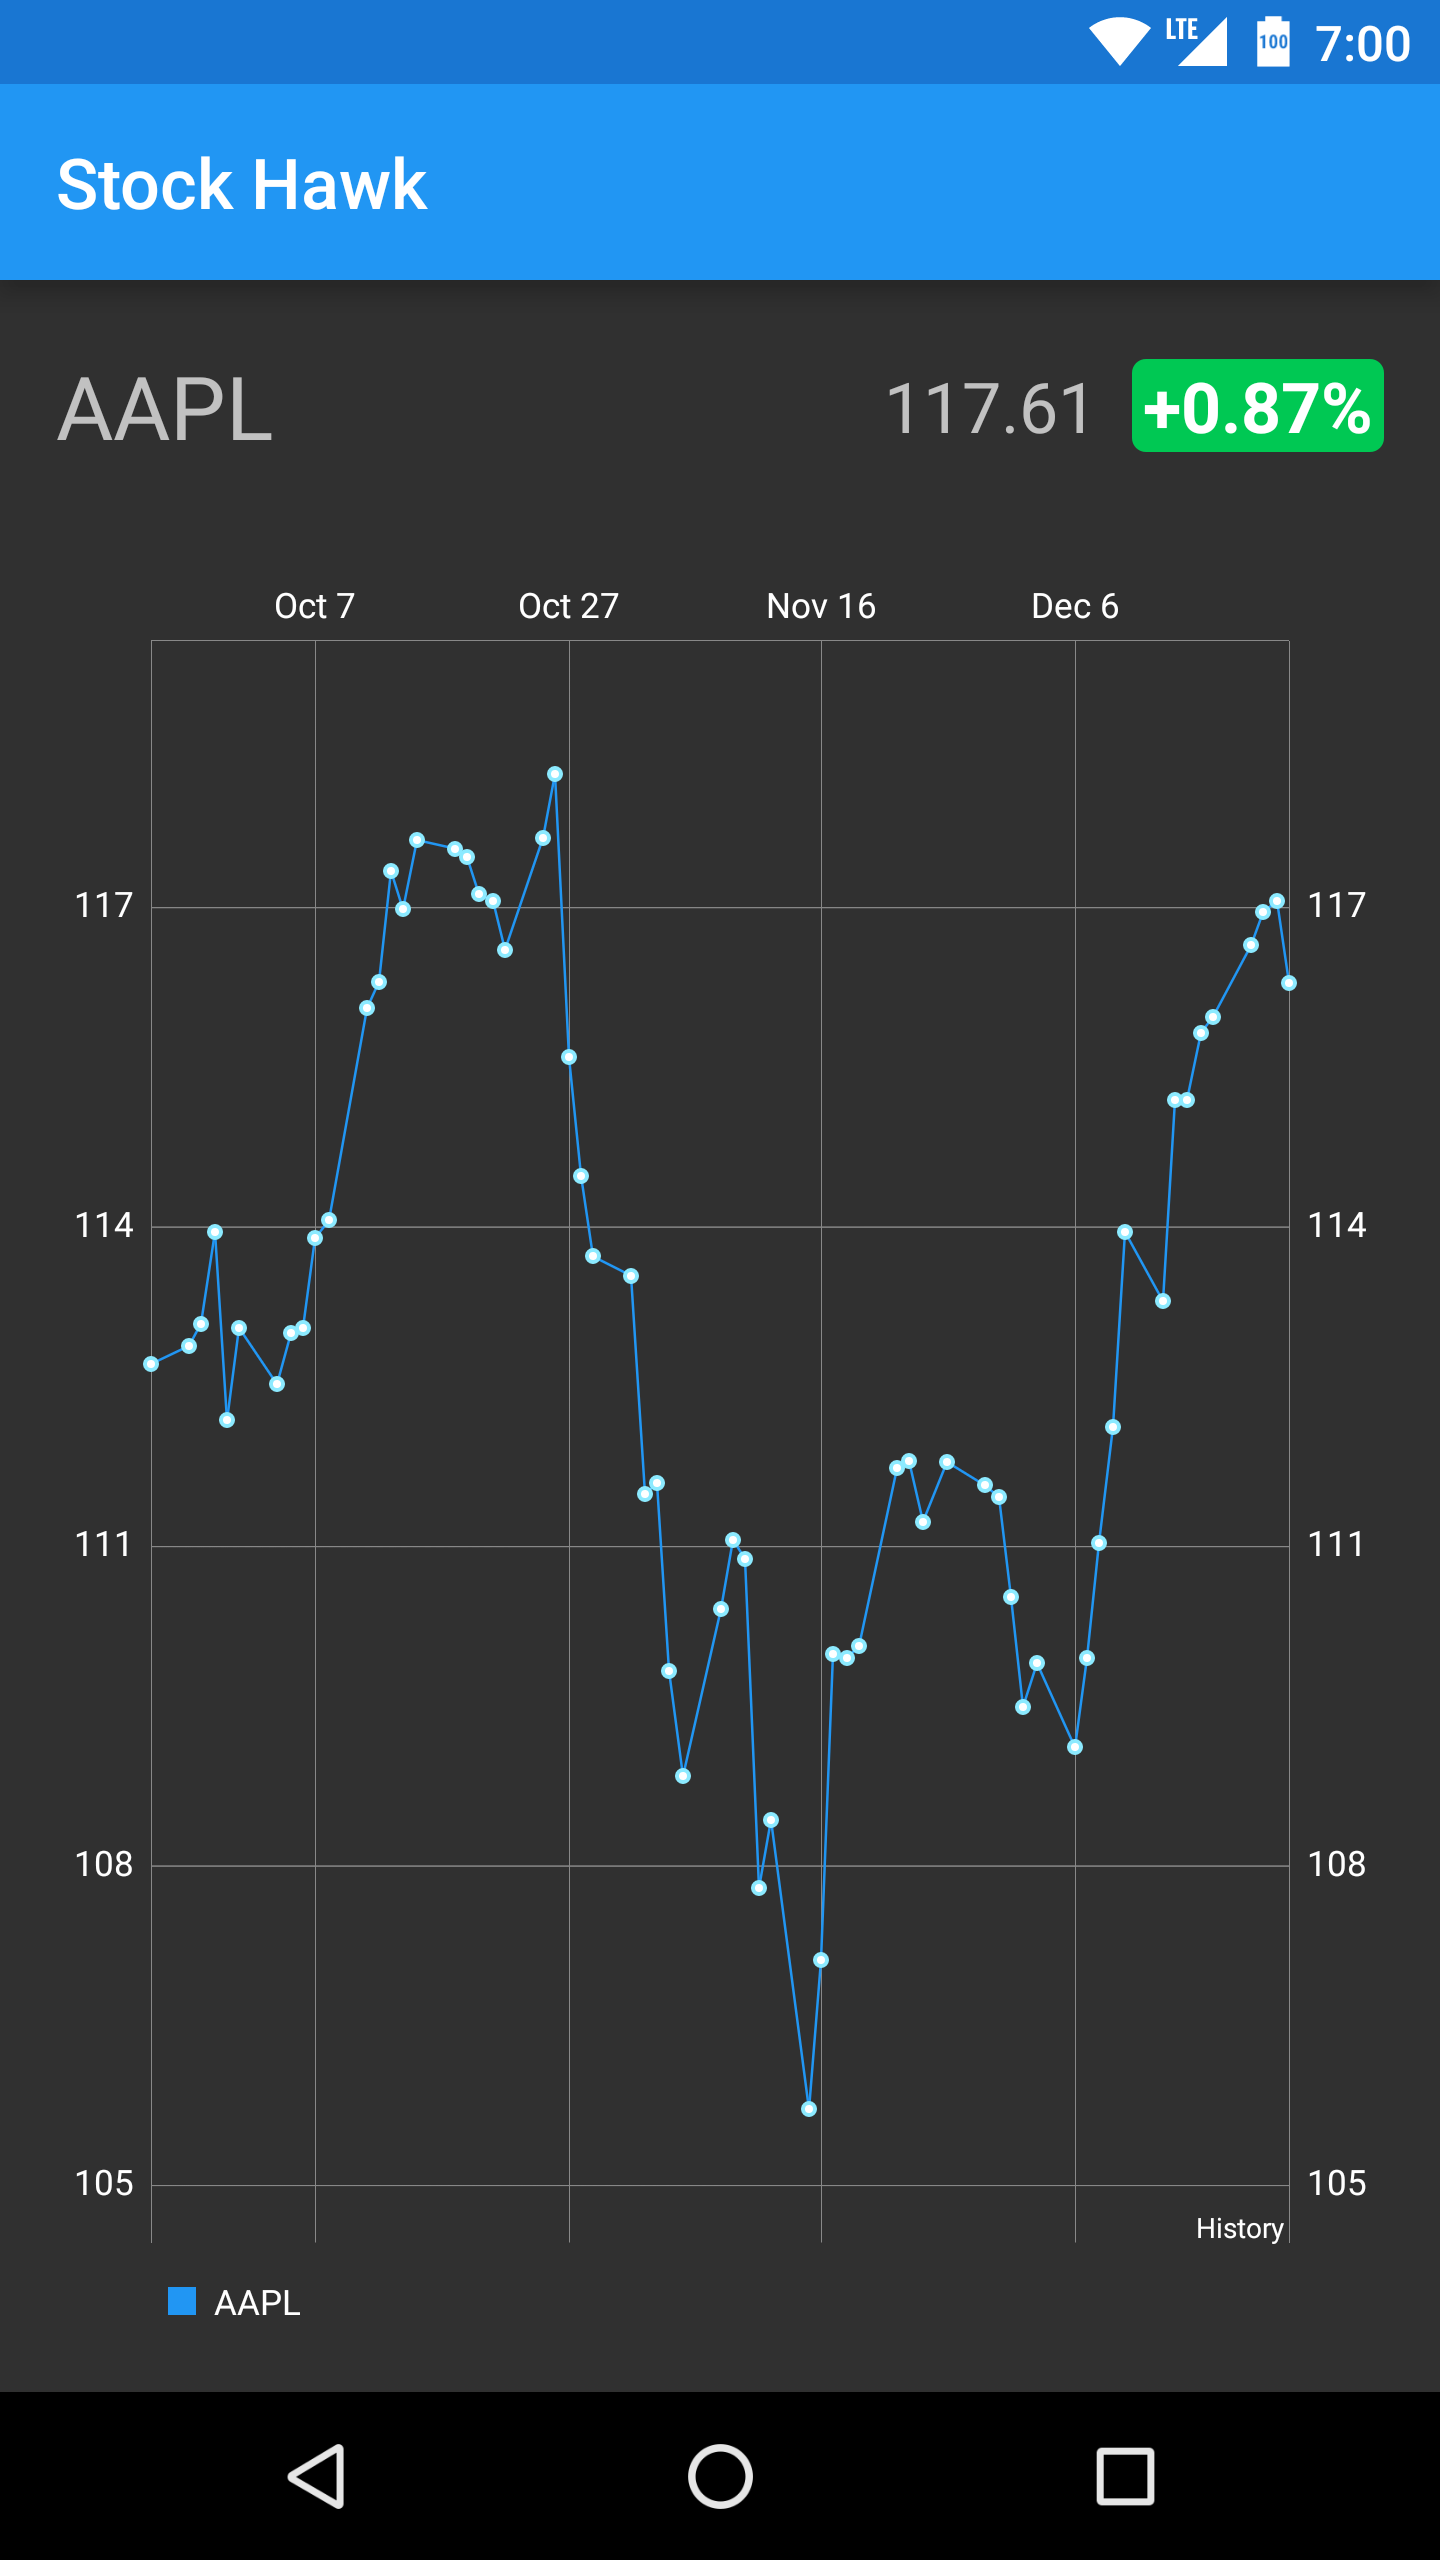 LTE 100 7:00
Stock Hawk
AAPL 117.61 +0.87%
Oct 7 Oct 27 Nov 16 Dec 6
117 117
114 114
111 111
108 108
105 105
History
AAPL